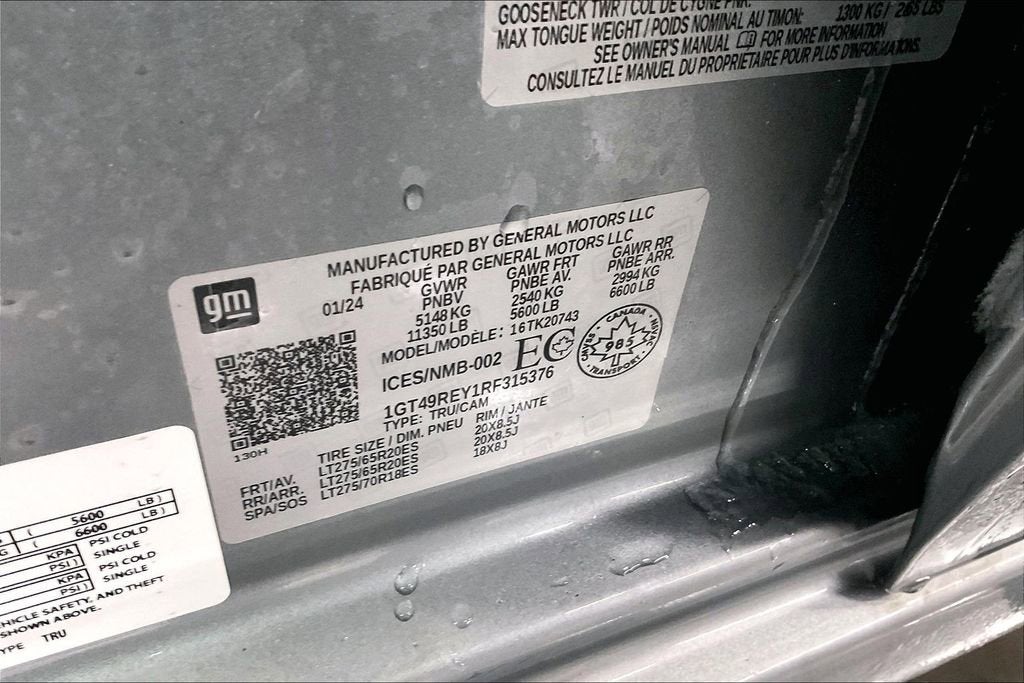 GOOSENECK TWR / COL DE CYGNE PNR:
MAX TONGUE WEIGHT / POIDS NOMINAL AU TIMON: 1300 KG /
SEE OWNER'S MANUAL FOR MORE INFORMATION
CONSULTEZ LE MANUEL DU PROPRIETAIRE POUR PLUS D'INFORMATIONS.
gm
MANUFACTURED BY GENERAL MOTORS LLC
FABRIQUÉ PAR GENERAL MOTORS LLC
01/24 GVWR GAWR FRT GAWR RR
PNBV PNBE AV. PNBE ARR.
5148 KG 2540 KG 2994 KG
11350 LB 5600 LB 6600 LB
MODEL/MODÈLE: 16TK20743
ICES/NMB-002 EC
CANADA
985
TRANSPORT
1GT49REY1RF315376
TYPE: TRU/CAM
130H
TIRE SIZE / DIM. PNEU RIM / JANTE
FRT/AV. LT275/65R20ES 20X8.5J
RR/ARR. LT275/65R20ES 20X8.5J
SPA/SOS LT275/70R18ES 18X8J
( 5600 LB )
G ( 6600 LB )
KPA PSI COLD
PSI ) SINGLE
KPA PSI COLD
PSI ) SINGLE
HICLE SAFETY, AND THEFT
SHOWN ABOVE.
YPE TRU